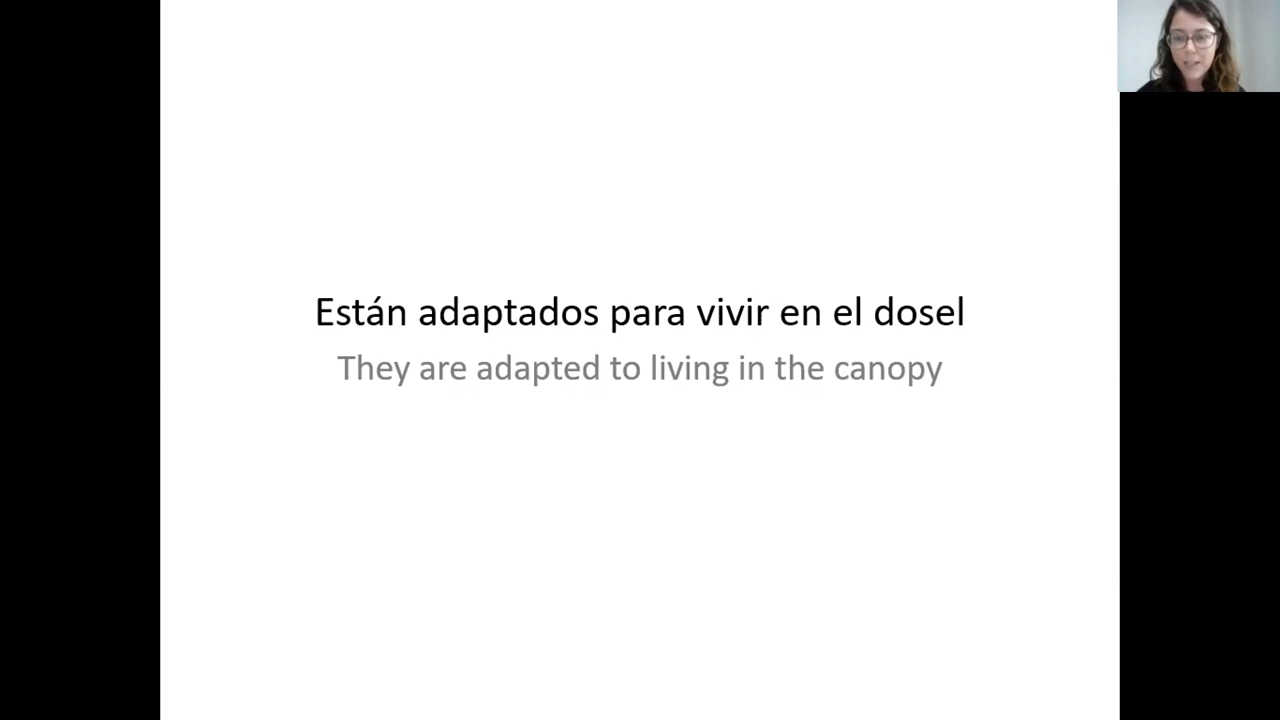 Están adaptados para vivir en el dosel
They are adapted to living in the canopy